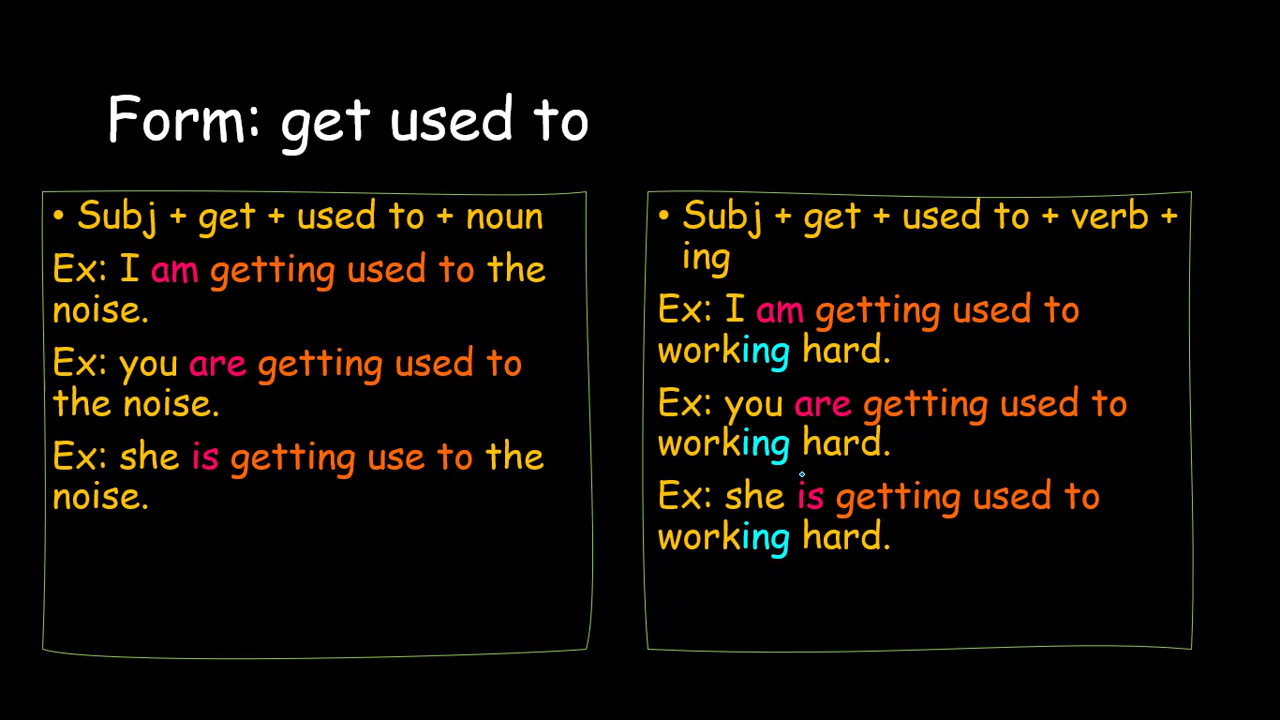 Form: get used to
• Subj + get + used to + noun
Ex: I am getting used to the
noise.
Ex: you are getting used to
the noise.
Ex: she is getting use to the
noise.
• Subj + get + used to + verb +
ing
Ex: I am getting used to
working hard.
Ex: you are getting used to
working hard.
Ex: she is getting used to
working hard.